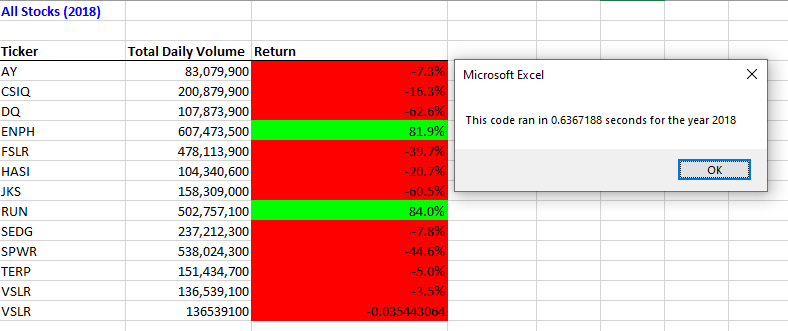 All Stocks (2018)
Ticker Total Daily Volume Return
AY 83,079,900 -7.3%
CSIQ 200,879,900 -16.3%
DQ 107,873,900 -62.6%
ENPH 607,473,500 81.9%
FSLR 478,113,900 -39.7%
HASI 104,340,600 -20.7%
JKS 158,309,000 -60.5%
RUN 502,757,100 84.0%
SEDG 237,212,300 -7.8%
SPWR 538,024,300 -44.6%
TERP 151,434,700 -5.0%
VSLR 136,539,100 -3.5%
VSLR 136539100 -0.035443064
Microsoft Excel
This code ran in 0.6367188 seconds for the year 2018
OK